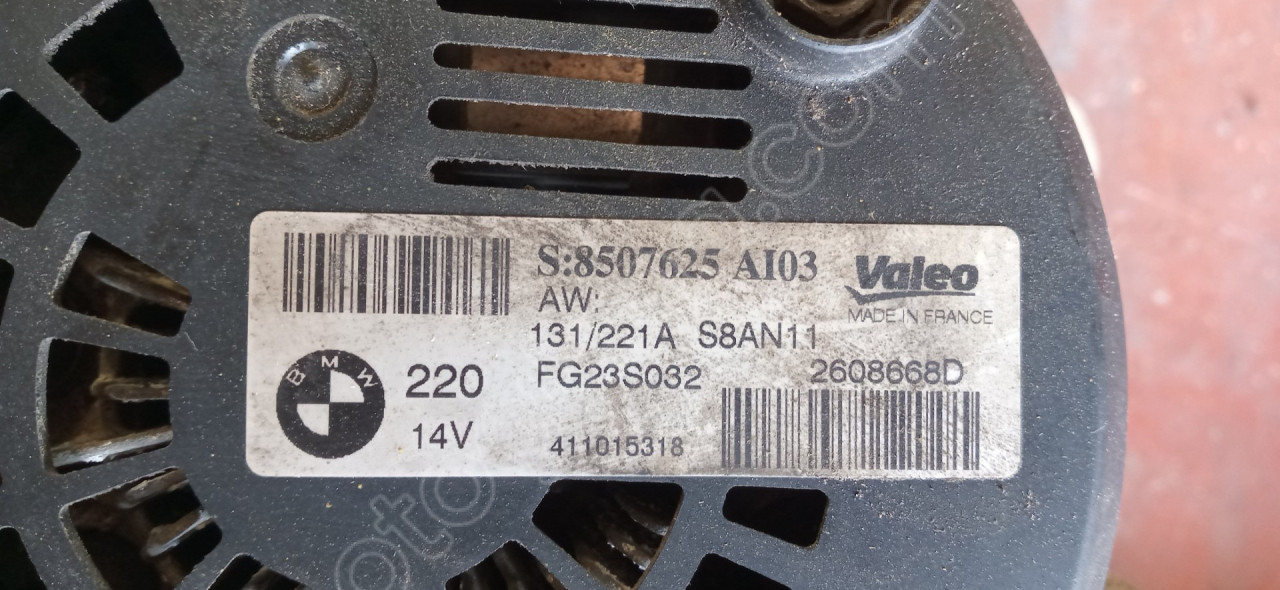 S:8507625 AI03
AW:
Valeo
MADE IN FRANCE
131/221A S8AN11
BMW
220
FG23S032
2608668D
14V
411015318